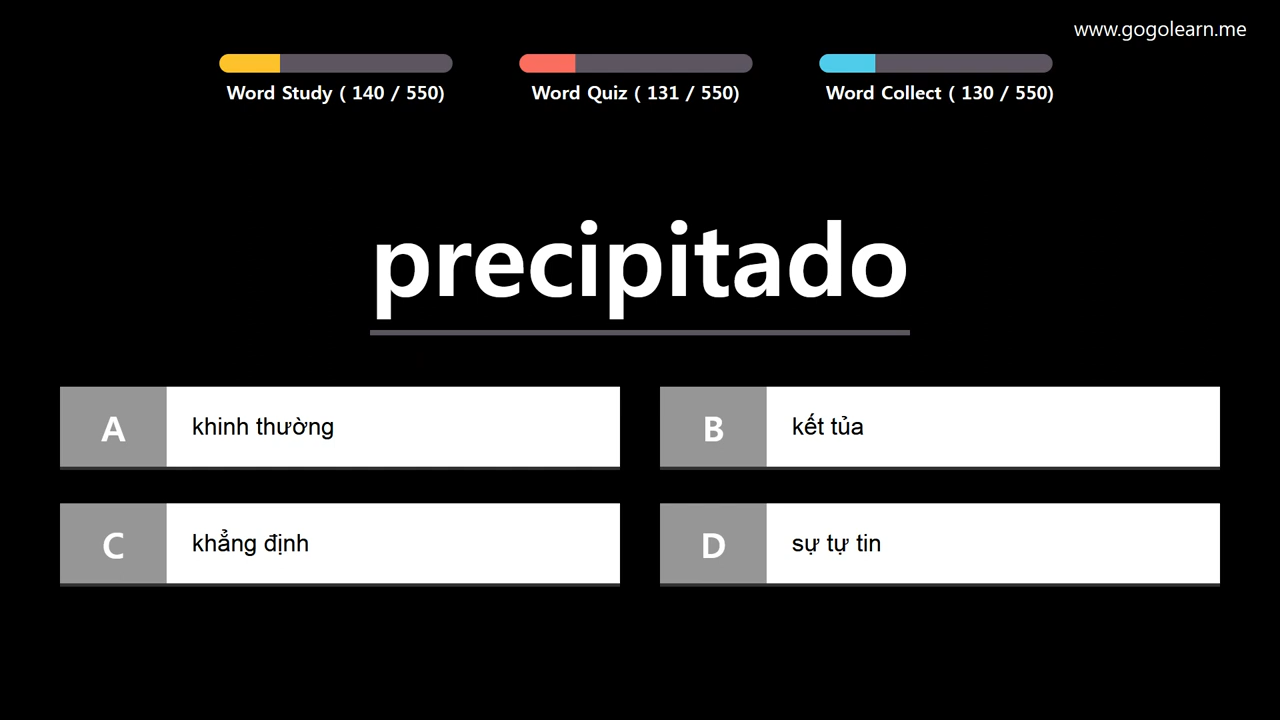 www.gogolearn.me
Word Study ( 140 / 550)
Word Quiz ( 131 / 550)
Word Collect ( 130 / 550)
precipitado
A khinh thường
B kết tủa
C khẳng định
D sự tự tin